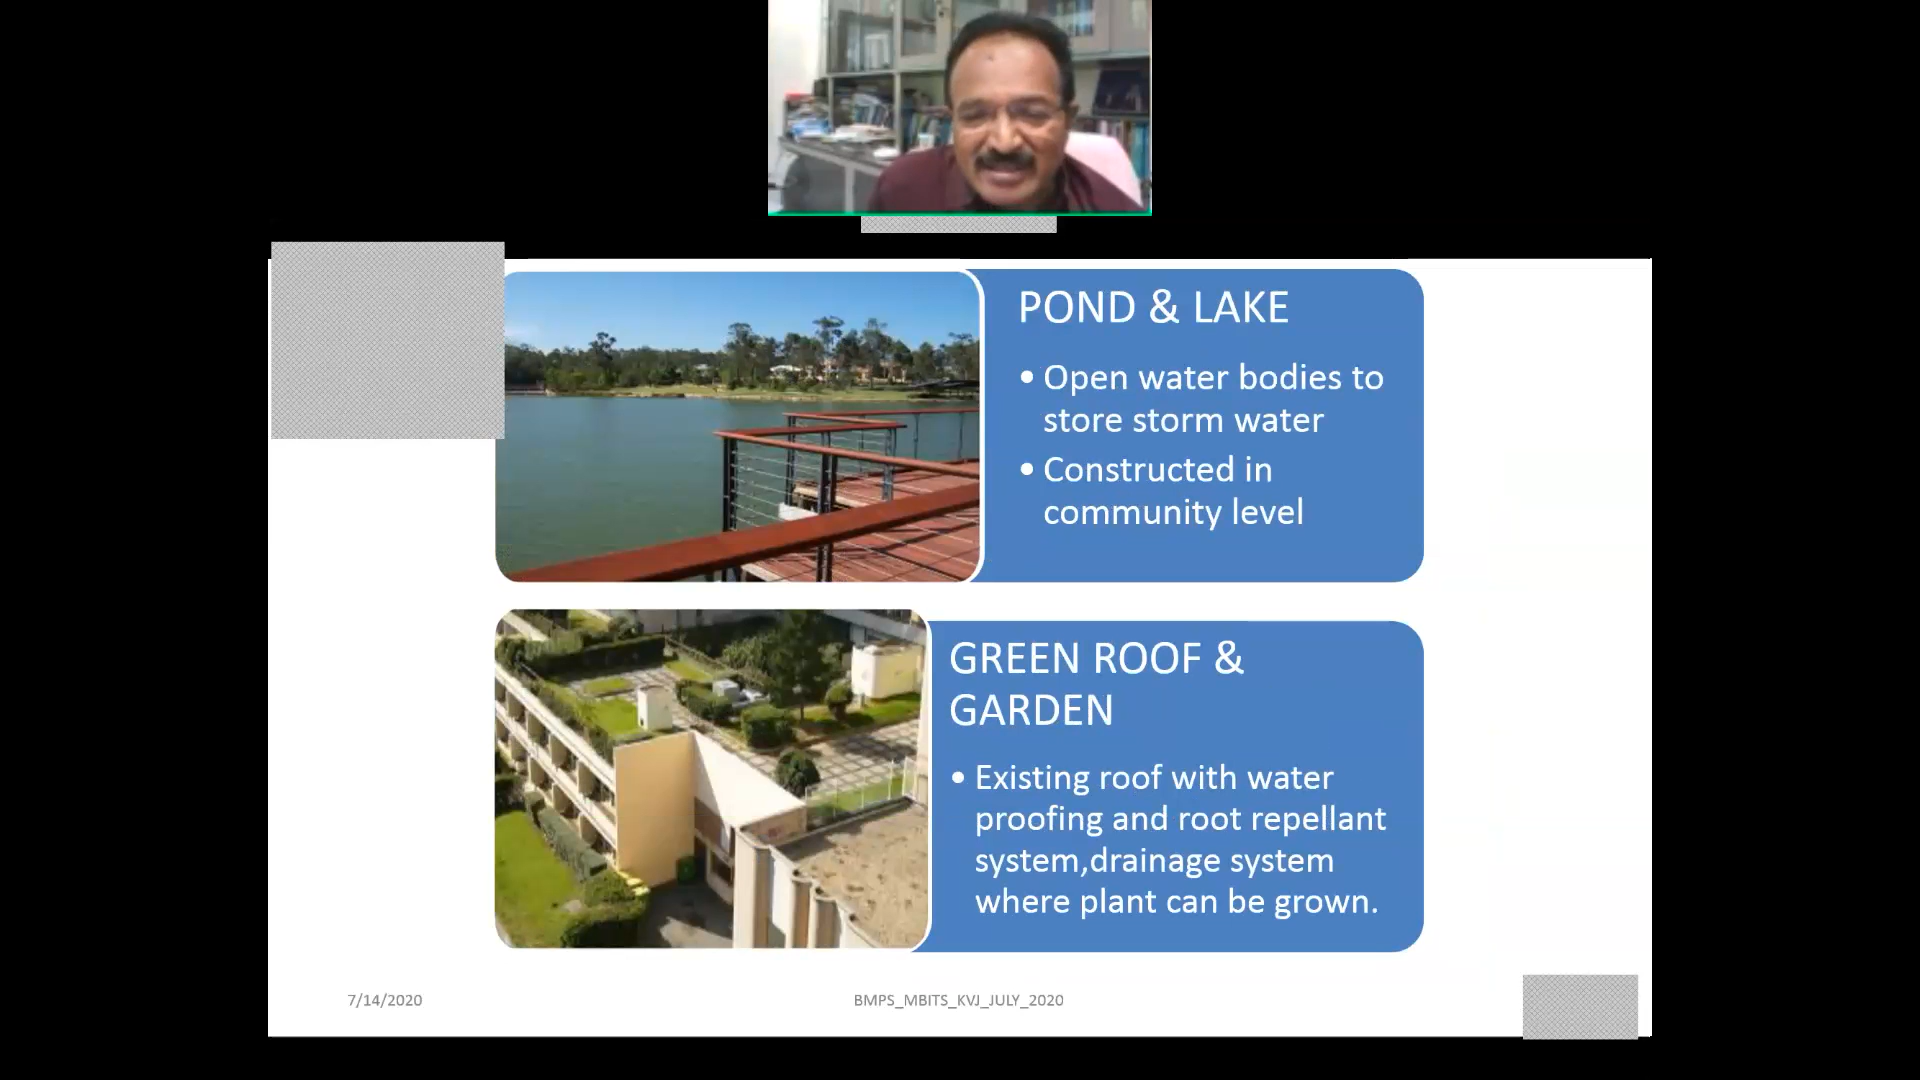 POND & LAKE
• Open water bodies to
store storm water
• Constructed in
community level
GREEN ROOF &
GARDEN
• Existing roof with water
proofing and root repellant
system,drainage system
where plant can be grown.
7/14/2020
BMPS_MBITS_KVJ_JULY_2020